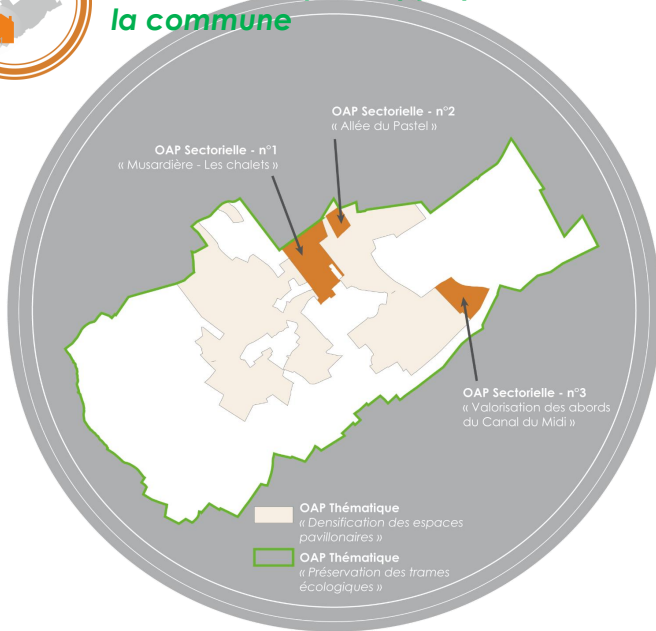 la commune
OAP Sectorielle - n°2
« Allée du Pastel »
OAP Sectorielle - n°1
« Musardière - Les chalets »
OAP Sectorielle - n°3
« Valorisation des abords
du Canal du Midi »
OAP Thématique
« Densification des espaces
pavillonaires »
OAP Thématique
« Préservation des trames
écologiques »